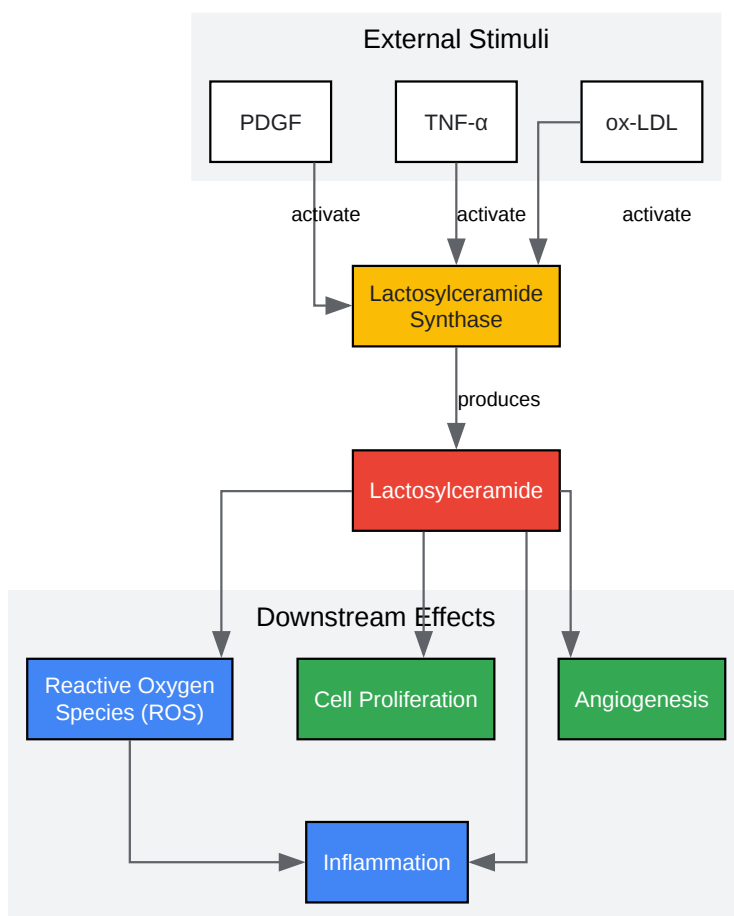 External Stimuli
PDGF
TNF-α
ox-LDL
activate
activate
activate
Lactosylceramide
Synthase
produces
Lactosylceramide
Downstream Effects
Reactive Oxygen
Species (ROS)
Cell Proliferation
Angiogenesis
Inflammation